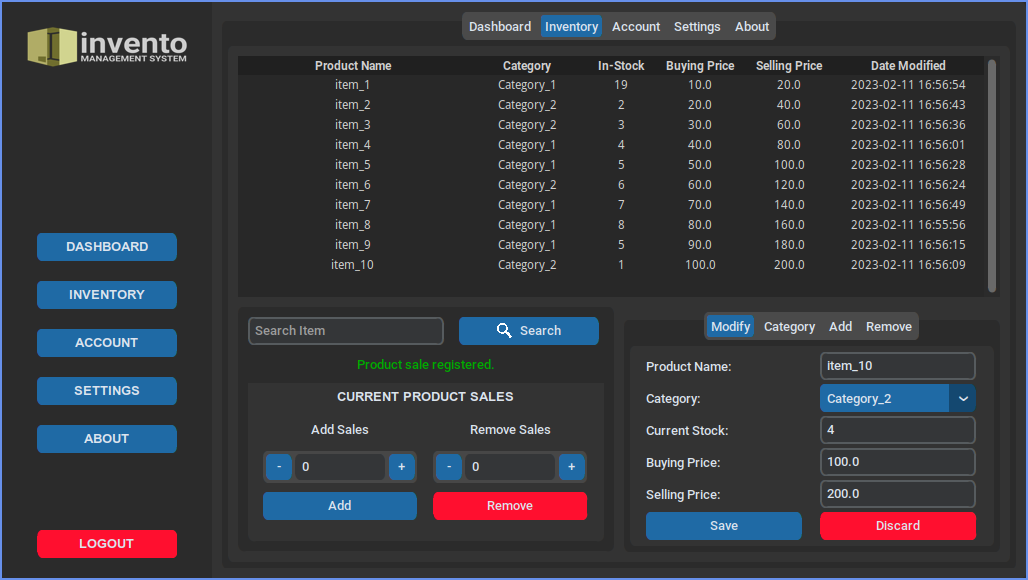 invento
MANAGEMENT SYSTEM
DASHBOARD
INVENTORY
ACCOUNT
SETTINGS
ABOUT
LOGOUT
Dashboard Inventory Account Settings About
Product Name Category In-Stock Buying Price Selling Price Date Modified
item_1 Category_1 19 10.0 20.0 2023-02-11 16:56:54
item_2 Category_2 2 20.0 40.0 2023-02-11 16:56:43
item_3 Category_2 3 30.0 60.0 2023-02-11 16:56:36
item_4 Category_1 4 40.0 80.0 2023-02-11 16:56:01
item_5 Category_1 5 50.0 100.0 2023-02-11 16:56:28
item_6 Category_2 6 60.0 120.0 2023-02-11 16:56:24
item_7 Category_1 7 70.0 140.0 2023-02-11 16:56:49
item_8 Category_1 8 80.0 160.0 2023-02-11 16:55:56
item_9 Category_1 5 90.0 180.0 2023-02-11 16:56:15
item_10 Category_2 1 100.0 200.0 2023-02-11 16:56:09
Search Item Search
Product sale registered.
CURRENT PRODUCT SALES
Add Sales Remove Sales
- 0 + - 0 +
Add Remove
Modify Category Add Remove
Product Name: item_10
Category: Category_2
Current Stock: 4
Buying Price: 100.0
Selling Price: 200.0
Save Discard